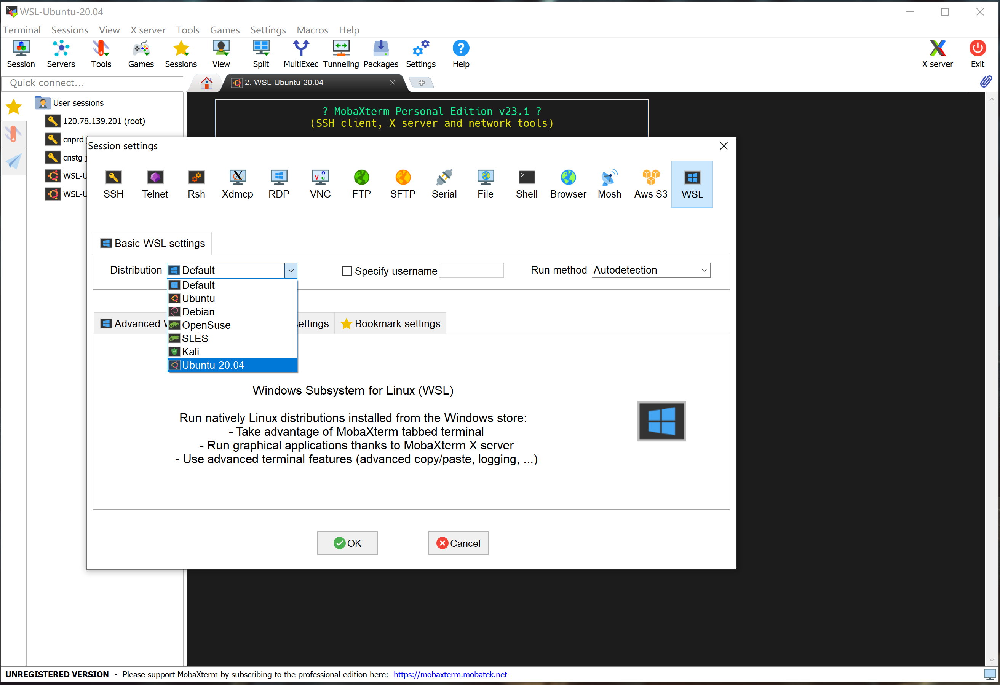 WSL-Ubuntu-20.04
Terminal Sessions View X server Tools Games Settings Macros Help
Session Servers Tools Games Sessions View Split MultiExec Tunneling Packages Settings Help X server Exit
Quick connect...
2. WSL-Ubuntu-20.04
User sessions
120.78.139.201 (root)
cnprd
cnstg j
WSL-U
WSL-U
? MobaXterm Personal Edition v23.1 ?
(SSH client, X server and network tools)
Session settings
SSH Telnet Rsh Xdmcp RDP VNC FTP SFTP Serial File Shell Browser Mosh Aws S3 WSL
Basic WSL settings
Distribution Default Specify username Run method Autodetection
Default
Ubuntu
Debian
OpenSuse
SLES
Kali
Ubuntu-20.04
Advanced W ettings Bookmark settings
Windows Subsystem for Linux (WSL)
Run natively Linux distributions installed from the Windows store:
- Take advantage of MobaXterm tabbed terminal
- Run graphical applications thanks to MobaXterm X server
- Use advanced terminal features (advanced copy/paste, logging, ...)
OK Cancel
UNREGISTERED VERSION - Please support MobaXterm by subscribing to the professional edition here: https://mobaxterm.mobatek.net